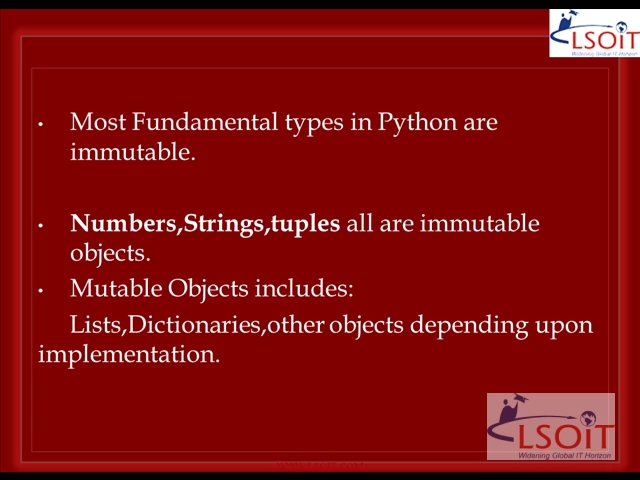 LSOiT
Widening Global IT Horizon
• Most Fundamental types in Python are
immutable.
• Numbers,Strings,tuples all are immutable
objects.
• Mutable Objects includes:
Lists,Dictionaries,other objects depending upon
implementation.
LSOiT
Widening Global IT Horizon